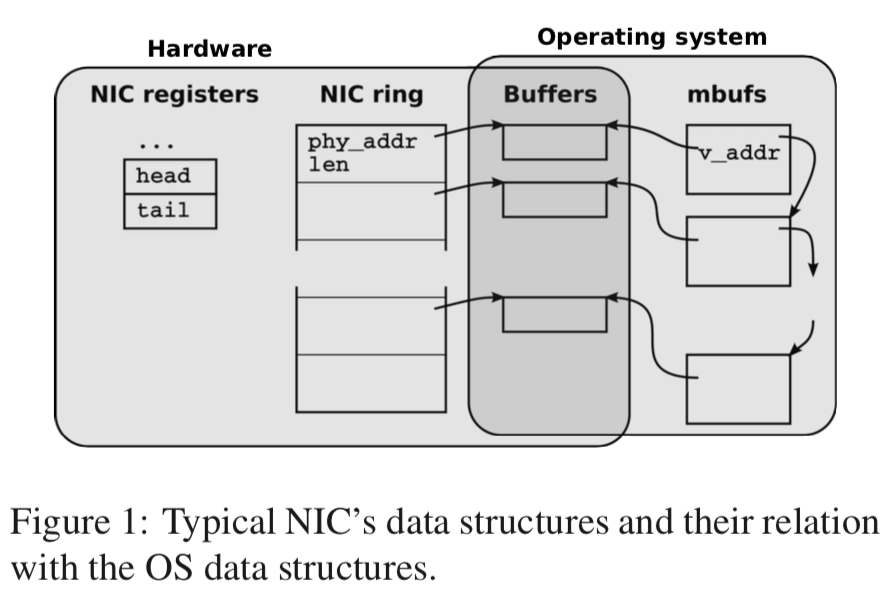 Hardware
Operating system
NIC registers
NIC ring
Buffers
mbufs
...
head
tail
phy_addr
len
v_addr
Figure 1: Typical NIC's data structures and their relation
with the OS data structures.